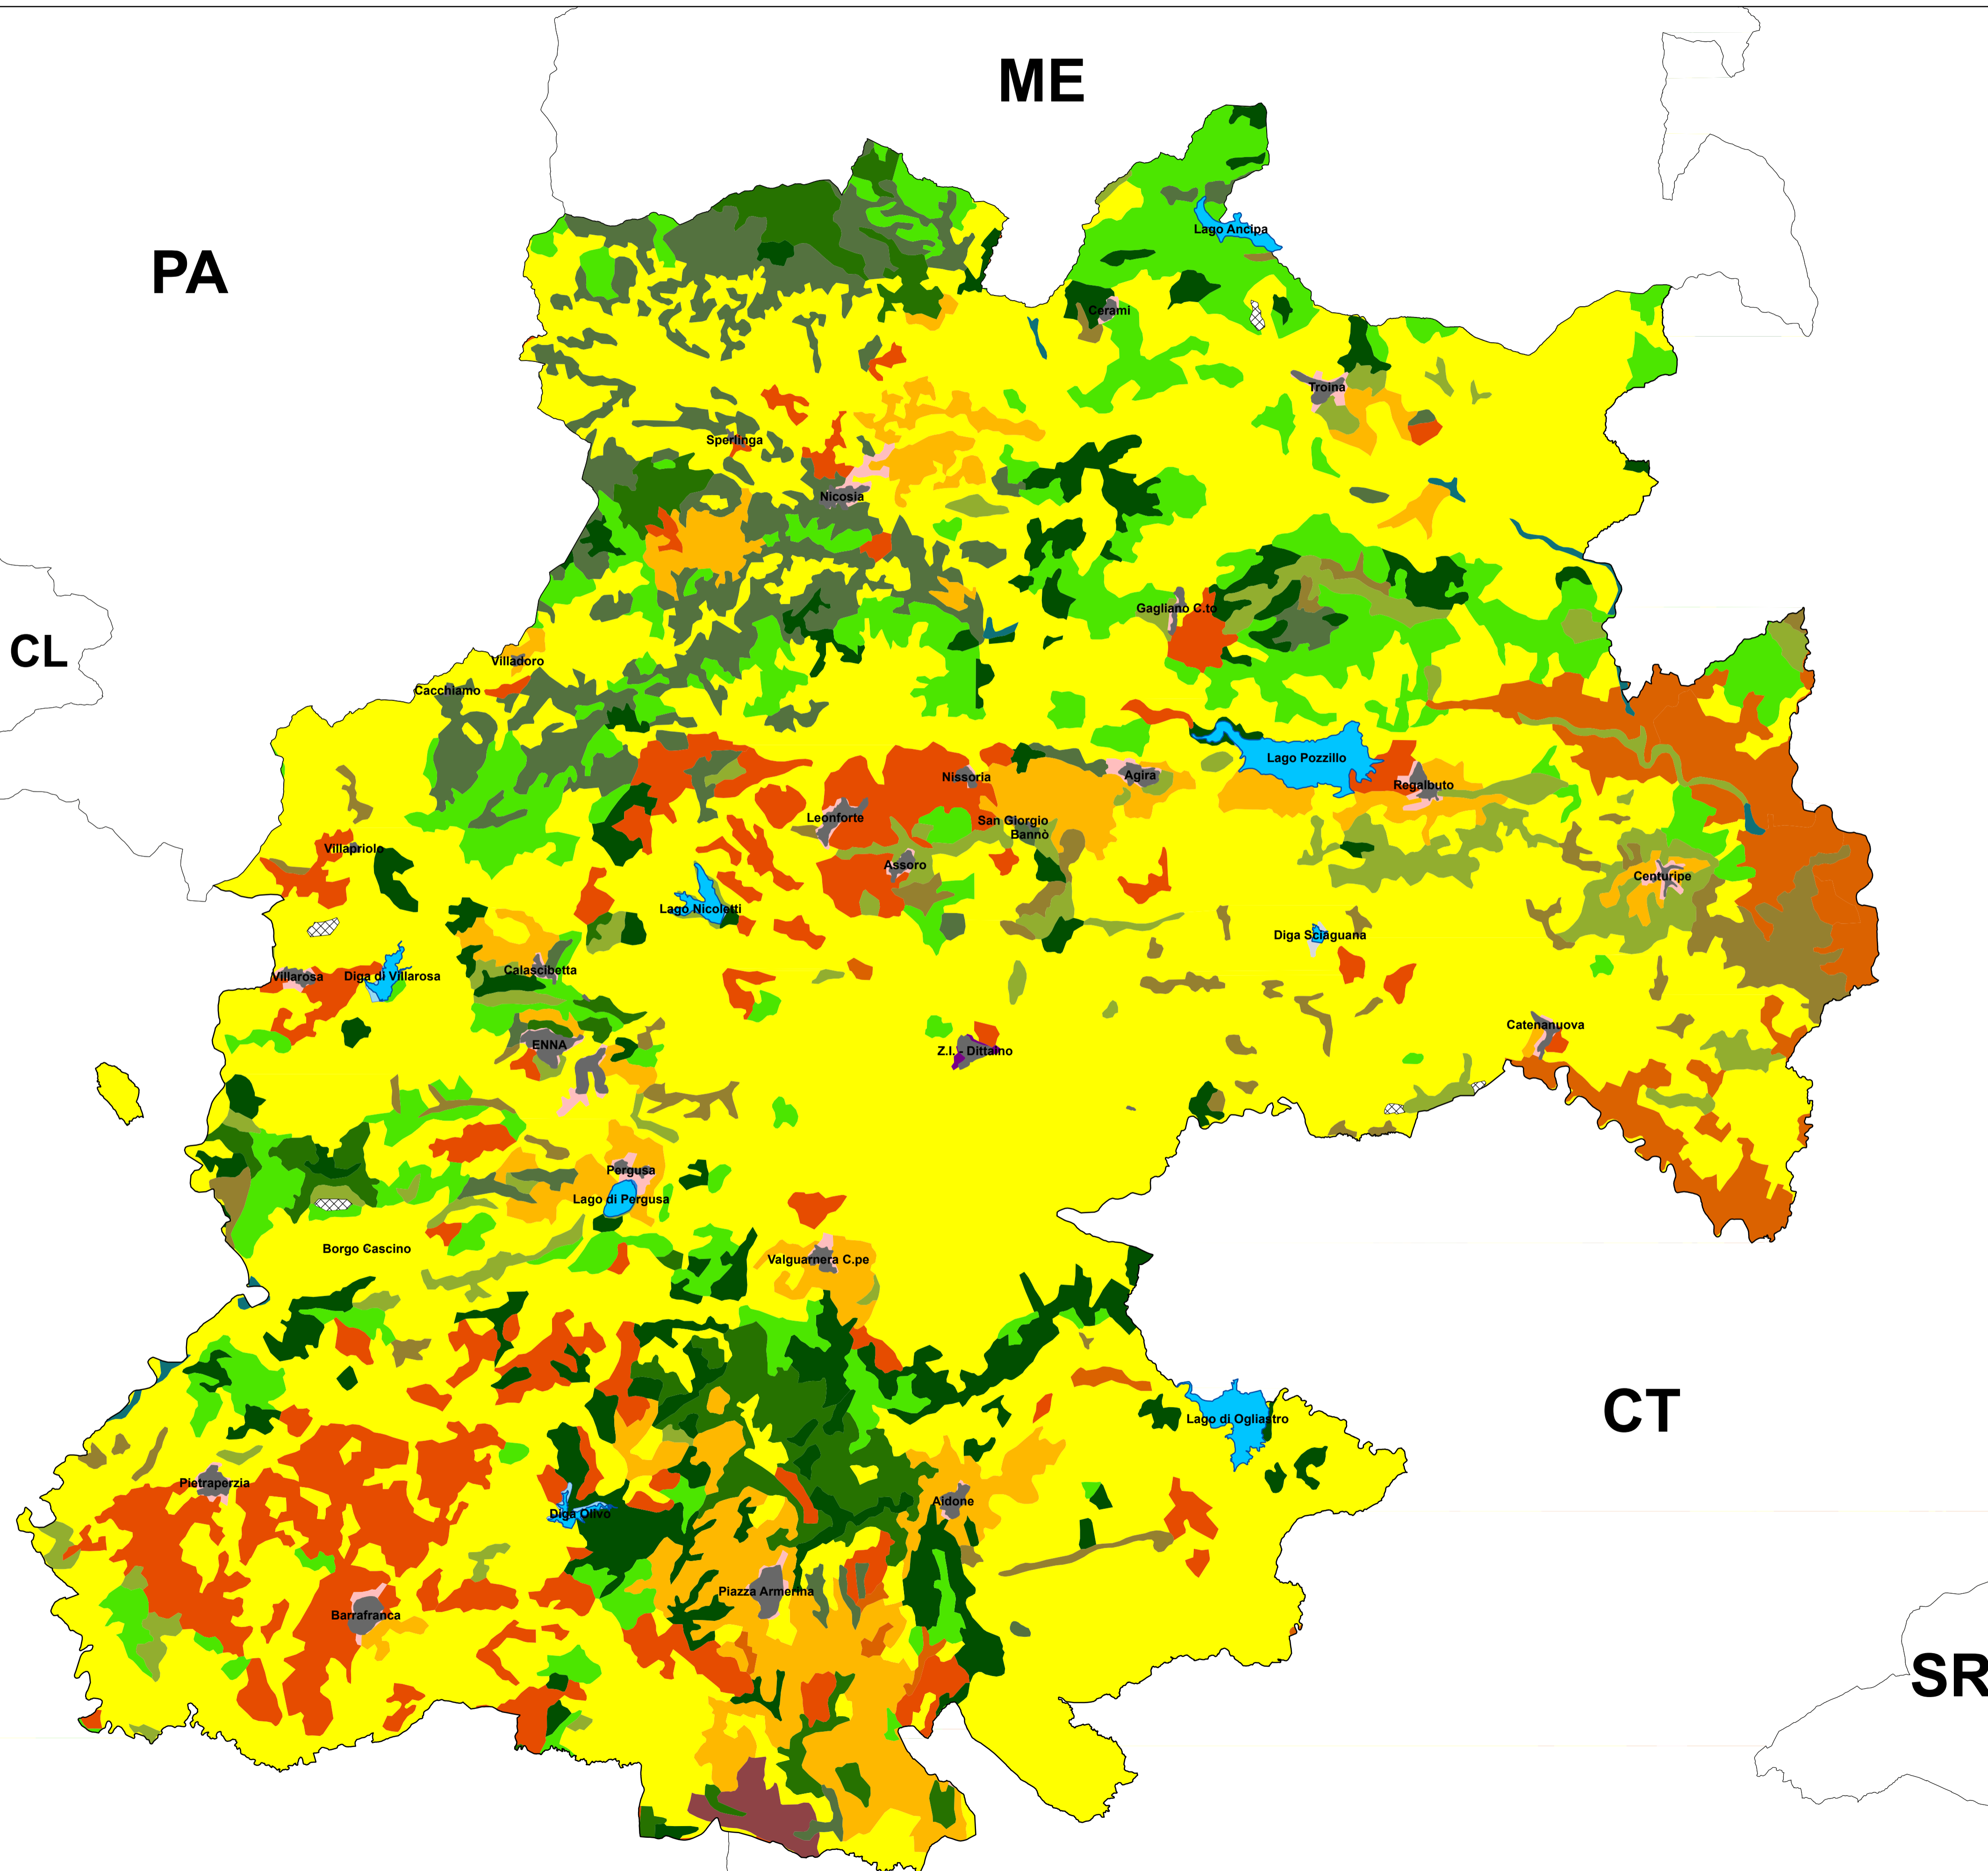 ME
PA
Lago Ancipa
Cerami
Troina
Sperlinga
Nicosia
Gagliano C.to
CL
Villadoro
Cacchiamo
Lago Pozzillo
Nissoria
Agira
Regalbuto
Leonforte
San Giorgio
Bannò
Villapriolo
Assoro
Centuripe
Lago Nicoletti
Diga Sciaguana
Villarosa
Diga di Villarosa
Calascibetta
Catenanuova
ENNA
Z.I. - Dittaino
Pergusa
Lago di Pergusa
Borgo Cascino
Valguarnera C.pe
CT
Lago di Ogliastro
Pietraperzia
Aidone
Diga Olivo
Piazza Armerina
Barrafranca
SR